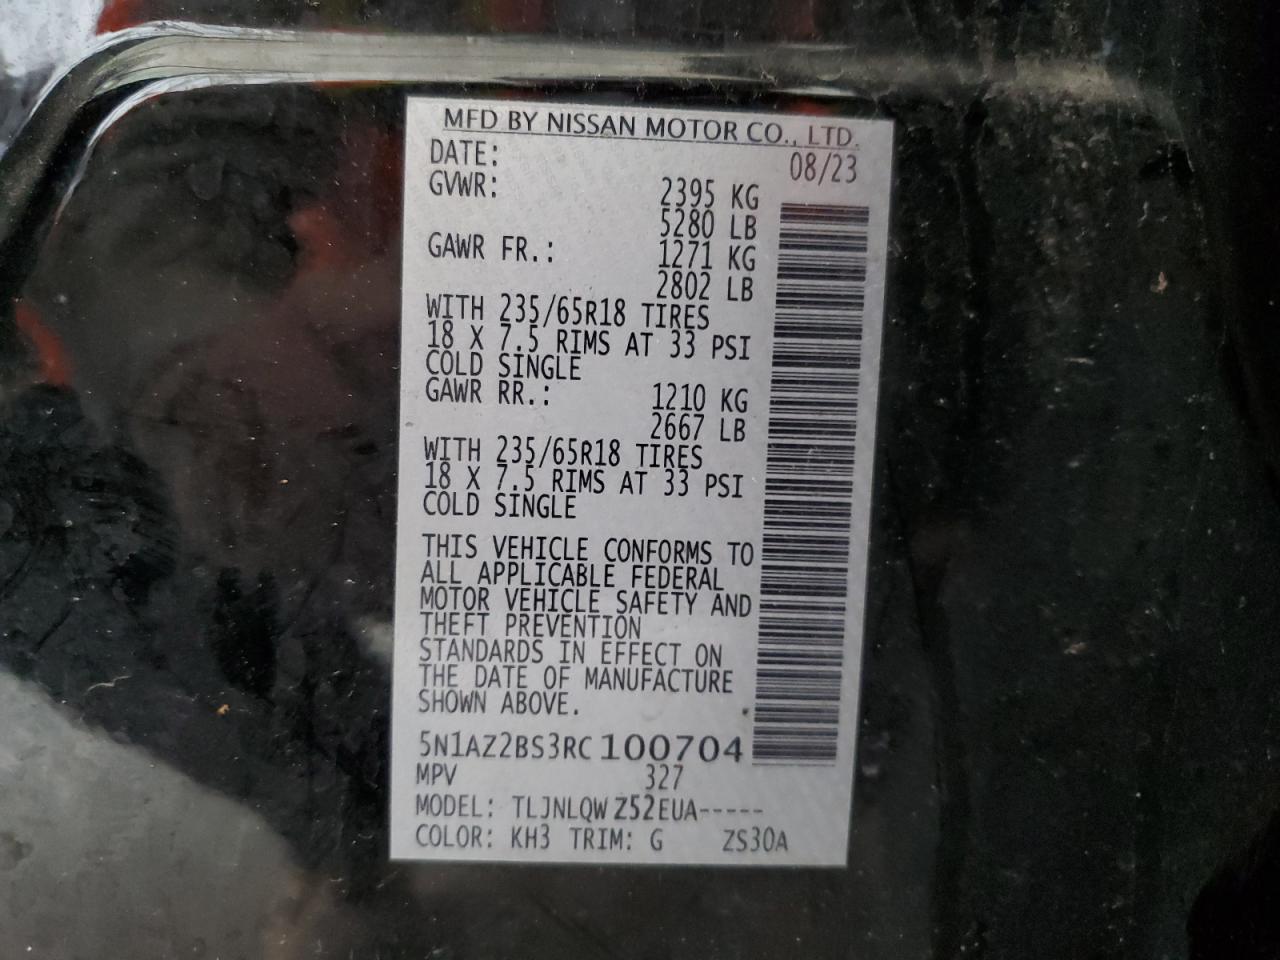 MFD BY NISSAN MOTOR CO., LTD.
DATE: 08/23
GVWR: 2395 KG
5280 LB
GAWR FR.: 1271 KG
2802 LB
WITH 235/65R18 TIRES
18 X 7.5 RIMS AT 33 PSI
COLD SINGLE
GAWR RR.: 1210 KG
2667 LB
WITH 235/65R18 TIRES
18 X 7.5 RIMS AT 33 PSI
COLD SINGLE
THIS VEHICLE CONFORMS TO
ALL APPLICABLE FEDERAL
MOTOR VEHICLE SAFETY AND
THEFT PREVENTION
STANDARDS IN EFFECT ON
THE DATE OF MANUFACTURE
SHOWN ABOVE.
5N1AZ2BS3RC100704
MPV 327
MODEL: TLJNLQW Z52EUA-----
COLOR: KH3 TRIM: G ZS30A